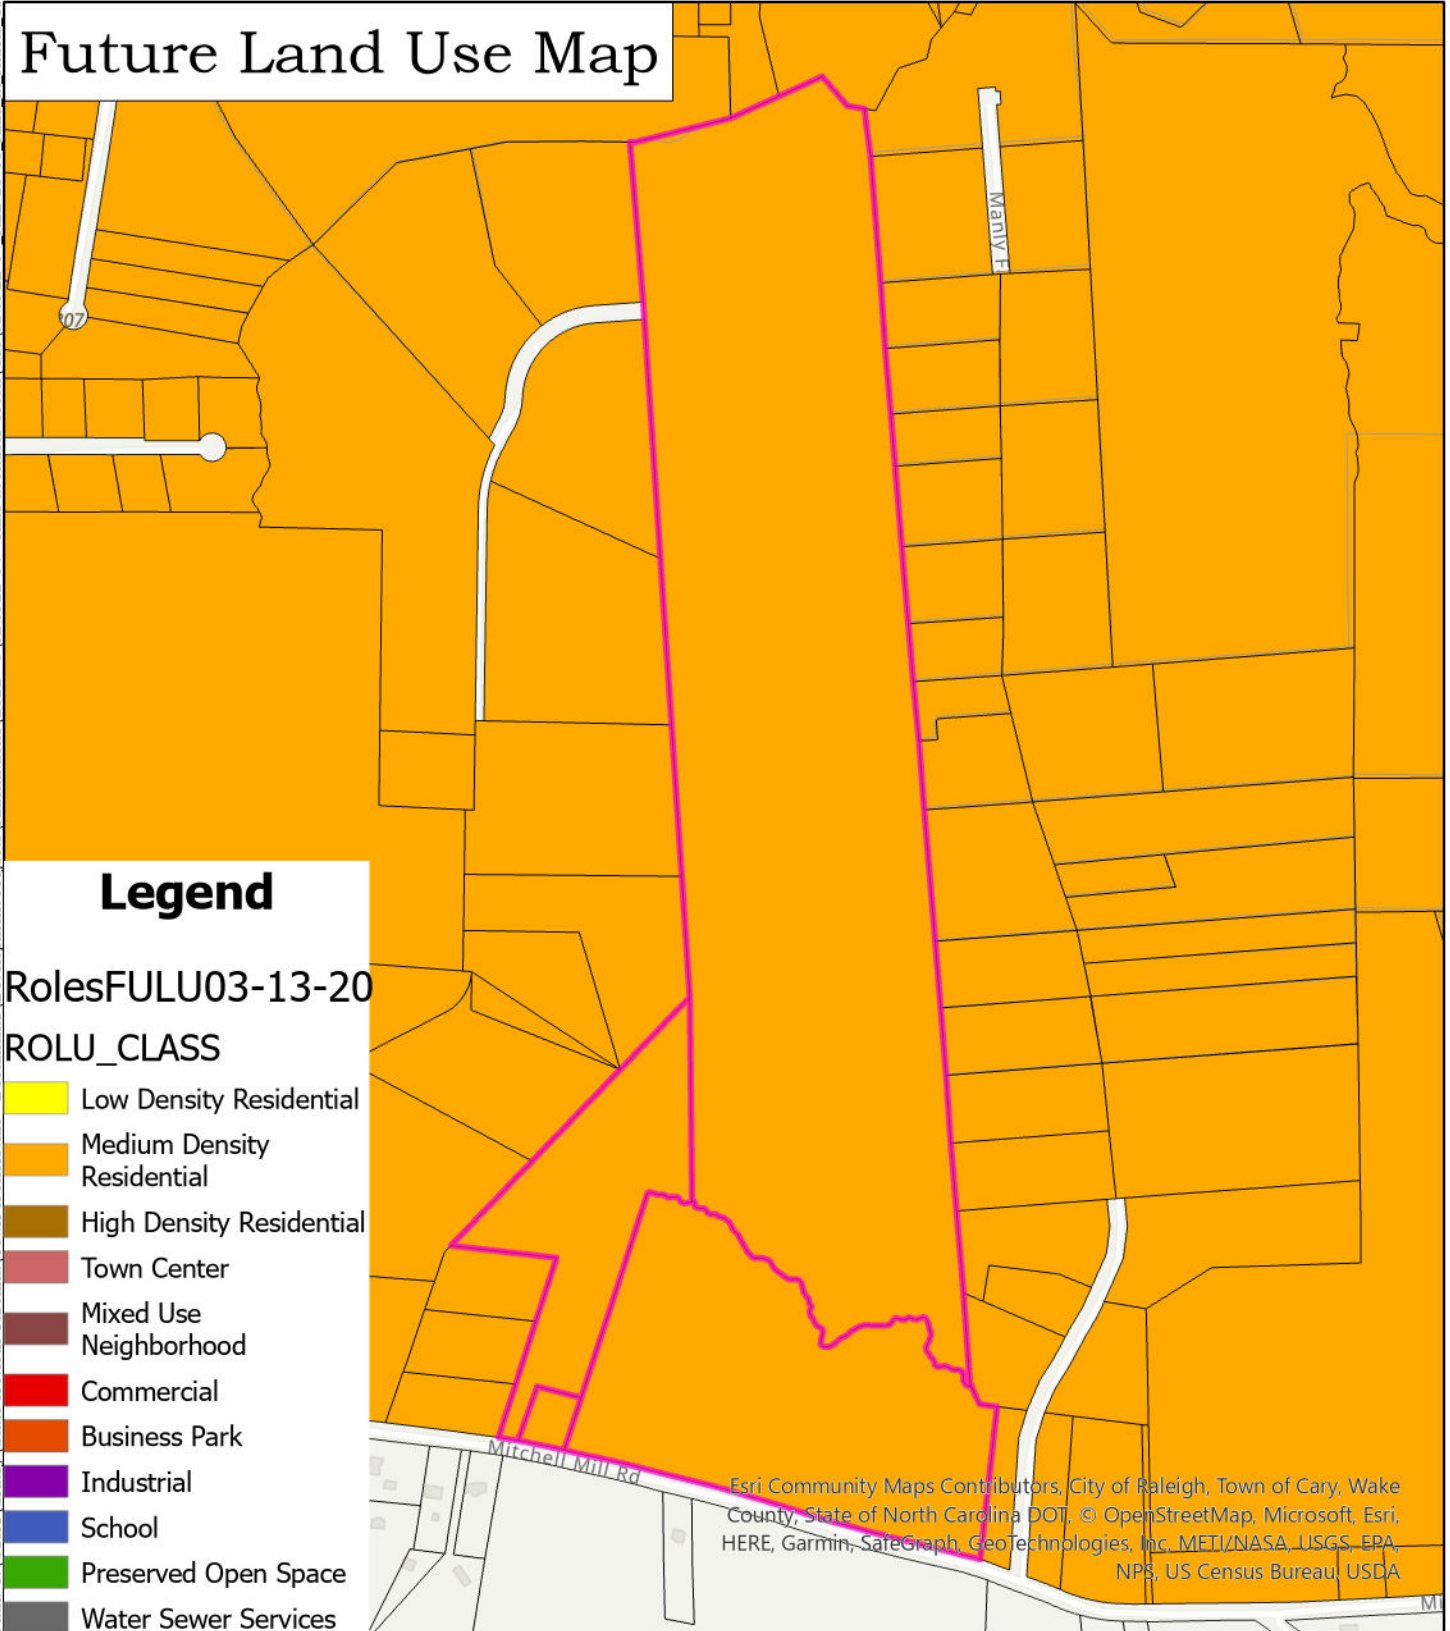 Future Land Use Map
Manly F
07
Legend
RolesFULU03-13-20
ROLU_CLASS
Low Density Residential
Medium Density
Residential
High Density Residential
Town Center
Mixed Use
Neighborhood
Commercial
Business Park
Industrial
School
Preserved Open Space
Water Sewer Services
Mitchell Mill Rd
Esri Community Maps Contributors, City of Raleigh, Town of Cary, Wake
County, State of North Carolina DOT, © OpenStreetMap, Microsoft, Esri,
HERE, Garmin, SafeGraph, GeoTechnologies, Inc, METI/NASA, USGS, EPA,
NPS, US Census Bureau, USDA
Mi